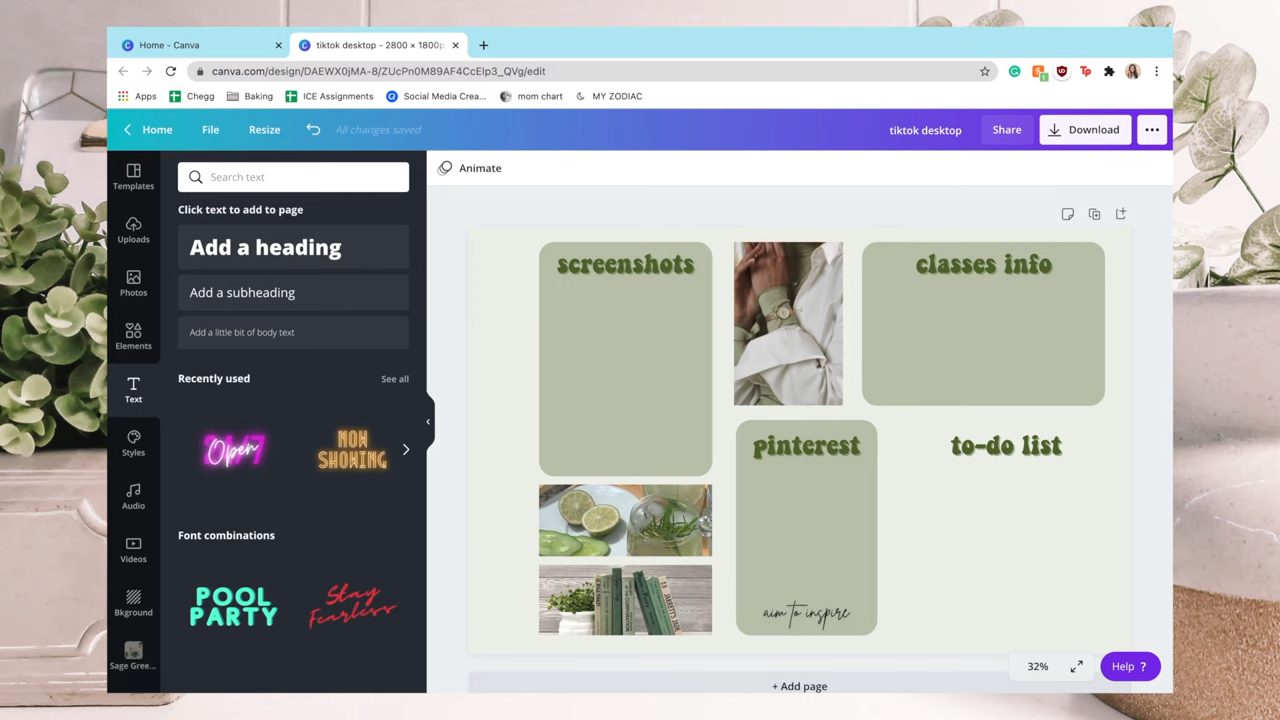 Home - Canva
tiktok desktop - 2800 × 1800p
canva.com/design/DAEWX0jMA-8/ZUcPn0M89AF4CcEIp3_QVg/edit
Apps
Chegg
Baking
ICE Assignments
Social Media Crea...
mom chart
MY ZODIAC
Home
File
Resize
All changes saved
tiktok desktop
Share
Download
Templates
Uploads
Photos
Elements
Text
Styles
Audio
Videos
Bkground
Sage Gree...
Search text
Click text to add to page
Add a heading
Add a subheading
Add a little bit of body text
Recently used
See all
24/7
Open
NOW
SHOWING
Font combinations
POOL
PARTY
Stay
Fearless
Animate
screenshots
classes info
pinterest
to-do list
aim to inspire
+ Add page
32%
Help ?